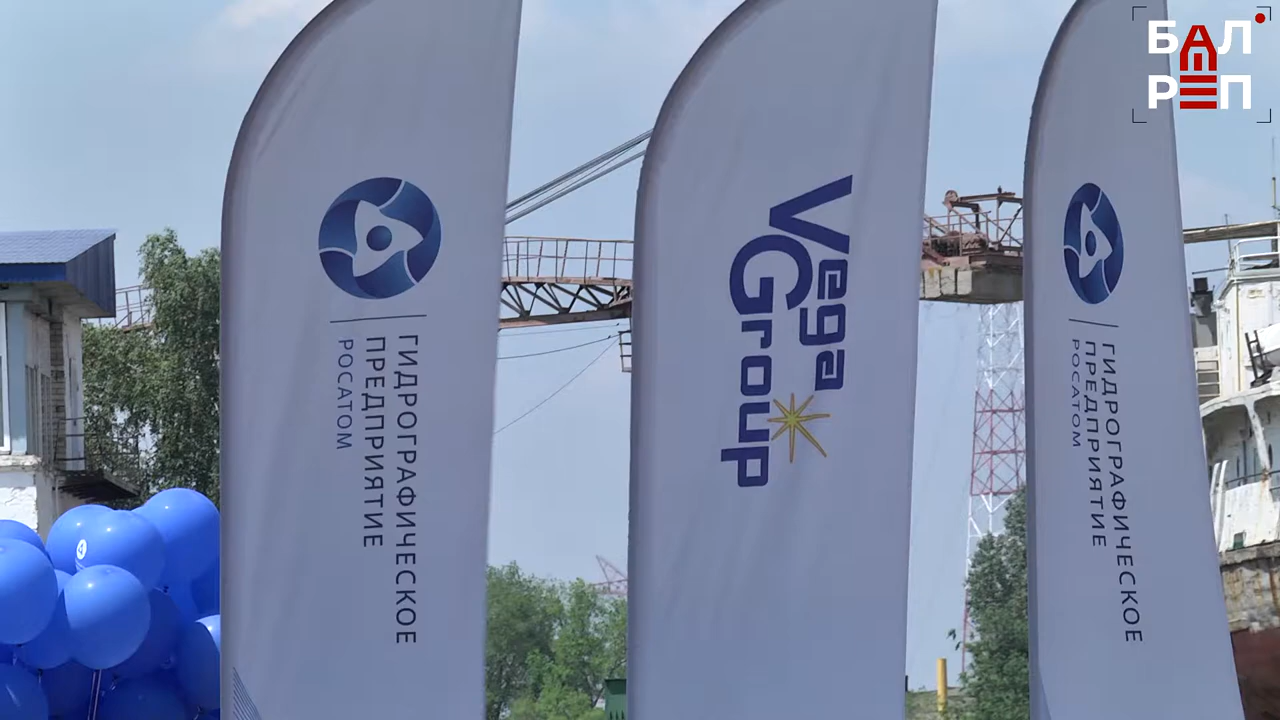 ГИДРОГРАФИЧЕСКОЕ
ПРЕДПРИЯТИЕ
РОСАТОМ
Vega
Group
ГИДРОГРАФИЧЕСКОЕ
ПРЕДПРИЯТИЕ
РОСАТОМ
БАЛ
РЕП